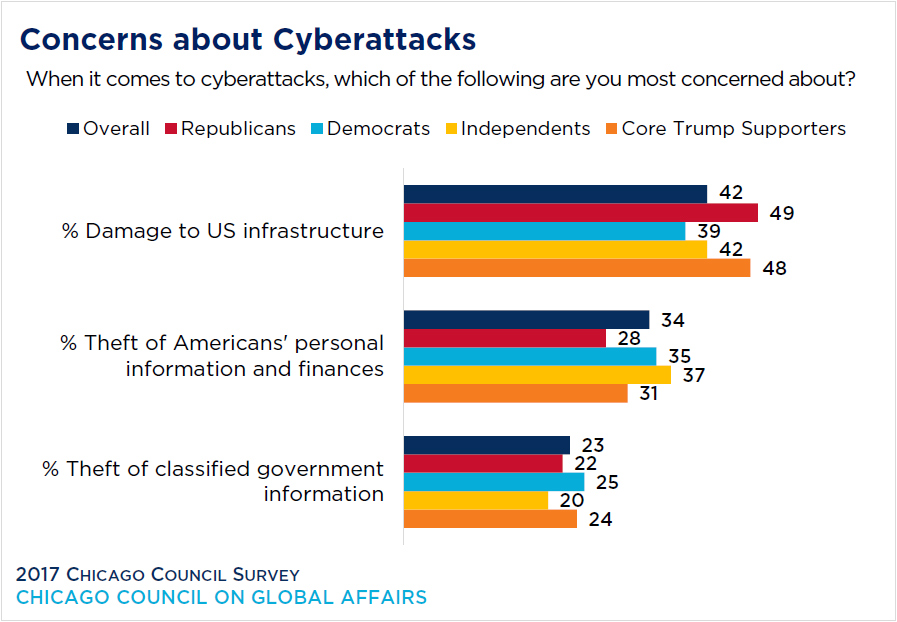 Concerns about Cyberattacks
When it comes to cyberattacks, which of the following are you most concerned about?
Overall Republicans Democrats Independents Core Trump Supporters
42
49
% Damage to US infrastructure
39
42
48
34
28
% Theft of Americans' personal
information and finances
35
37
31
23
22
% Theft of classified government
information
25
20
24
2017 CHICAGO COUNCIL SURVEY
CHICAGO COUNCIL ON GLOBAL AFFAIRS